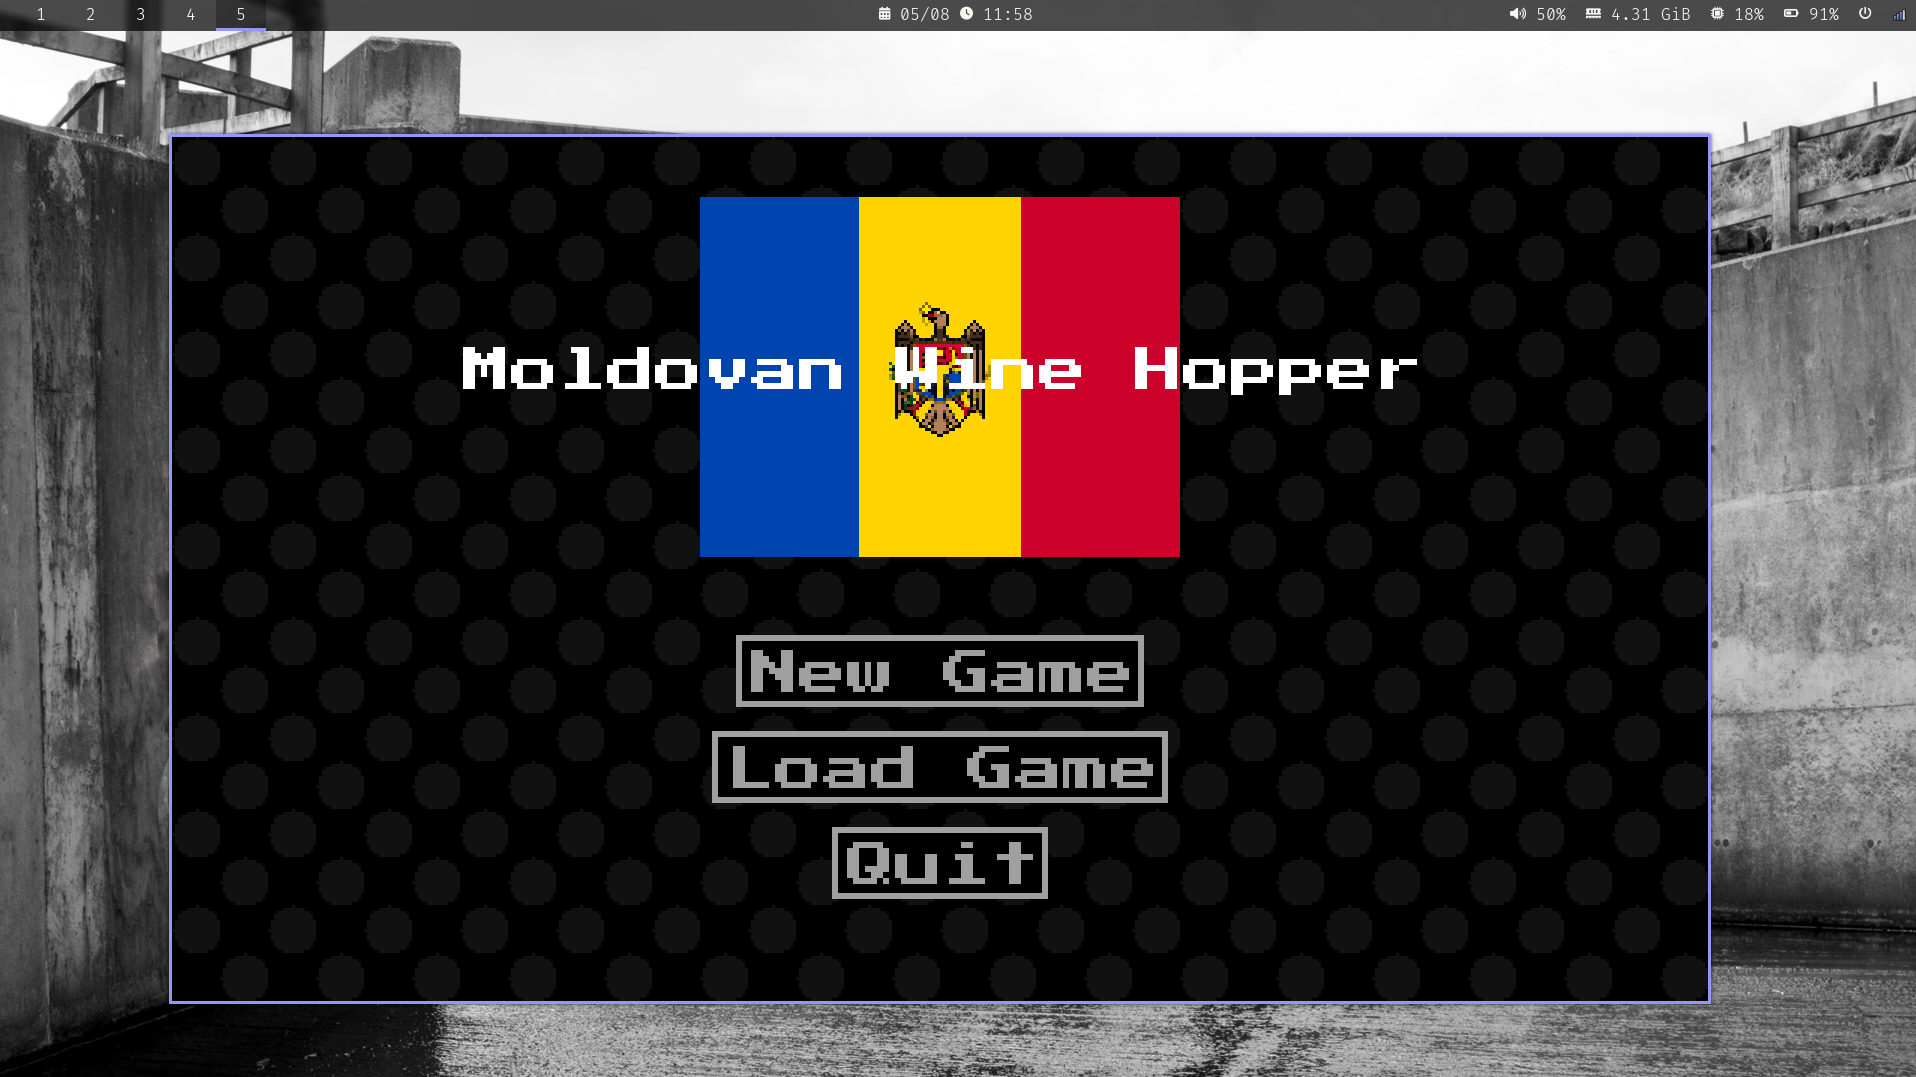 1 2 3 4 5 05/08 11:58 50% 4.31 GiB 18% 91%
Moldovan Wine Hopper
New Game
Load Game
Quit